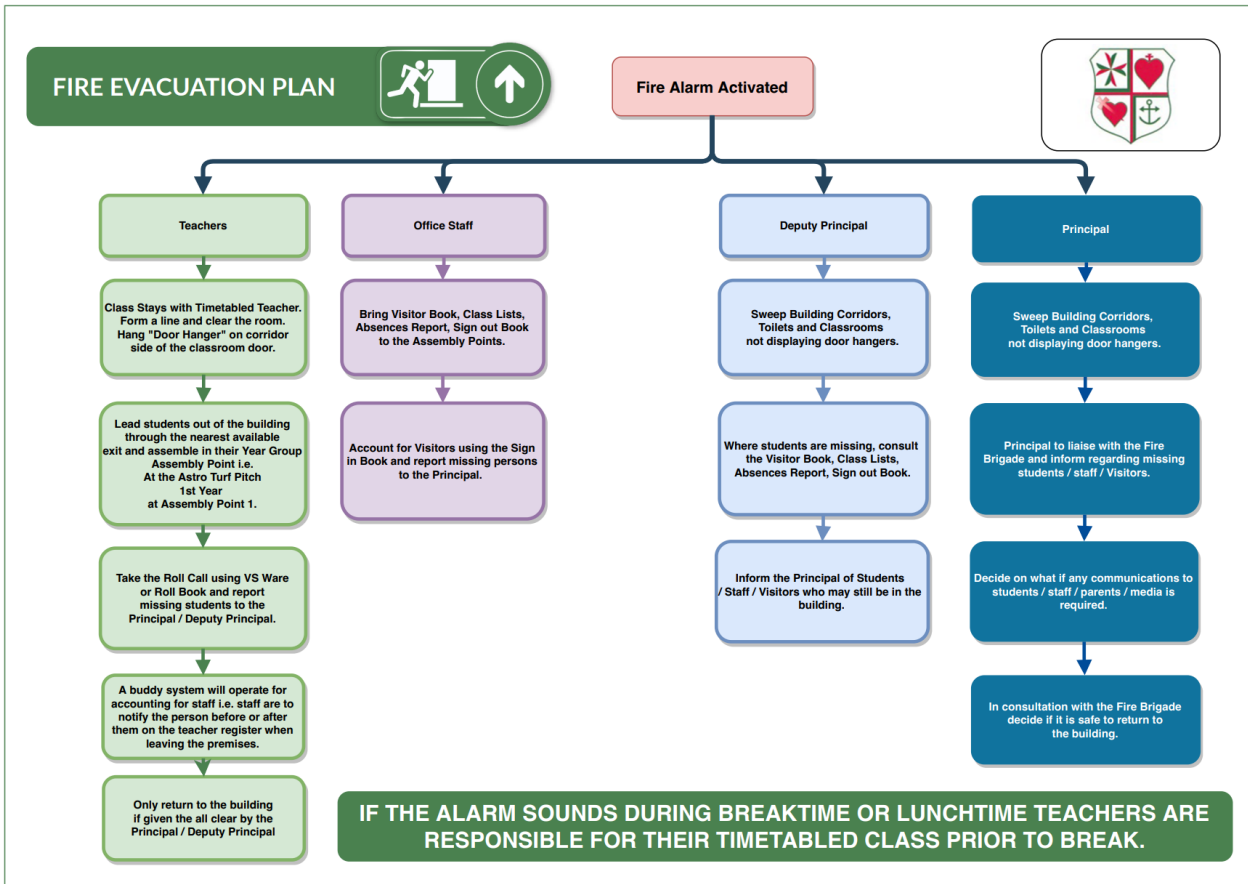 FIRE EVACUATION PLAN
Fire Alarm Activated
Teachers
Class Stays with Timetabled Teacher.
Form a line and clear the room.
Hang "Door Hanger" on corridor
side of the classroom door.
Lead students out of the building
through the nearest available
exit and assemble in their Year Group
Assembly Point i.e.
At the Astro Turf Pitch
1st Year
at Assembly Point 1.
Take the Roll Call using VS Ware
or Roll Book and report
missing students to the
Principal / Deputy Principal.
A buddy system will operate for
accounting for staff i.e. staff are to
notify the person before or after
them on the teacher register when
leaving the premises.
Only return to the building
if given the all clear by the
Principal / Deputy Principal
Office Staff
Bring Visitor Book, Class Lists,
Absences Report, Sign out Book
to the Assembly Points.
Account for Visitors using the Sign
in Book and report missing persons
to the Principal.
Deputy Principal
Sweep Building Corridors,
Toilets and Classrooms
not displaying door hangers.
Where students are missing, consult
the Visitor Book, Class Lists,
Absences Report, Sign out Book.
Inform the Principal of Students
/ Staff / Visitors who may still be in the
building.
Principal
Sweep Building Corridors,
Toilets and Classrooms
not displaying door hangers.
Principal to liaise with the Fire
Brigade and inform regarding missing
students / staff / Visitors.
Decide on what if any communications to
students / staff / parents / media is
required.
In consultation with the Fire Brigade
decide if it is safe to return to
the building.
IF THE ALARM SOUNDS DURING BREAKTIME OR LUNCHTIME TEACHERS ARE
RESPONSIBLE FOR THEIR TIMETABLED CLASS PRIOR TO BREAK.